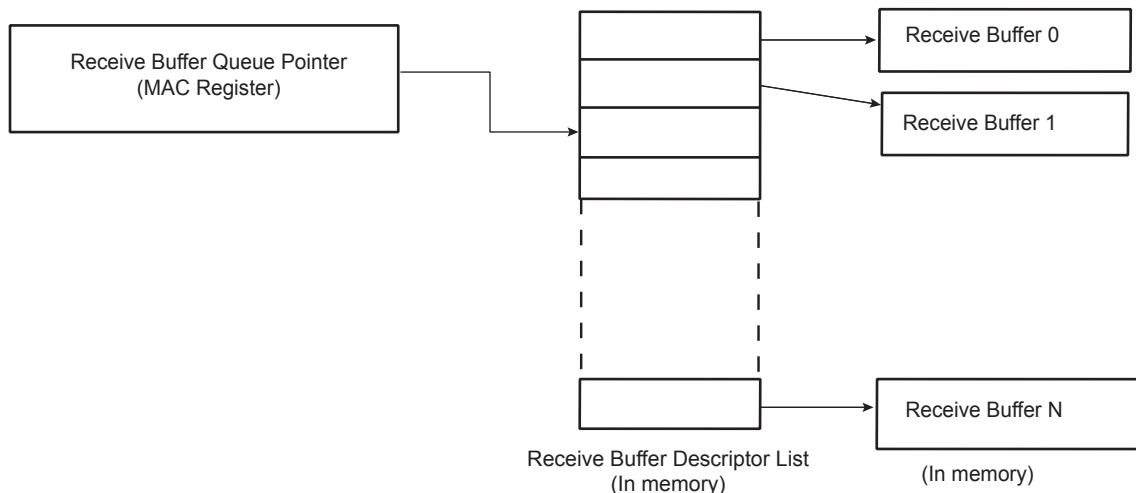 Receive Buffer Queue Pointer
(MAC Register)
Receive Buffer 0
Receive Buffer 1
Receive Buffer N
Receive Buffer Descriptor List
(In memory)
(In memory)